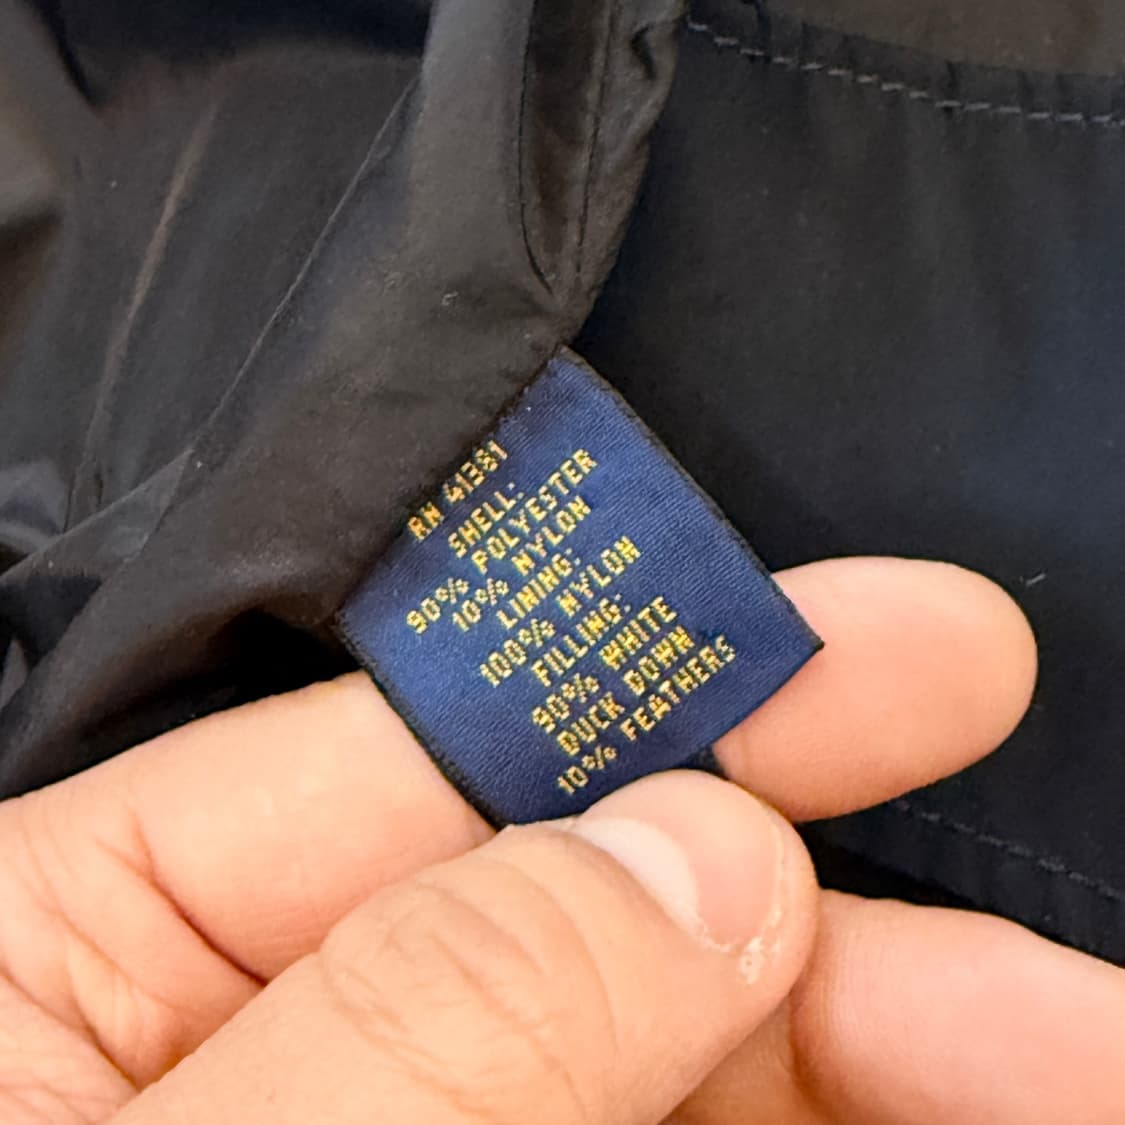 RN 41381
SHELL:
90% POLYESTER
10% NYLON
LINING:
100% NYLON
FILLING:
90% WHITE
DUCK DOWN
10% FEATHERS